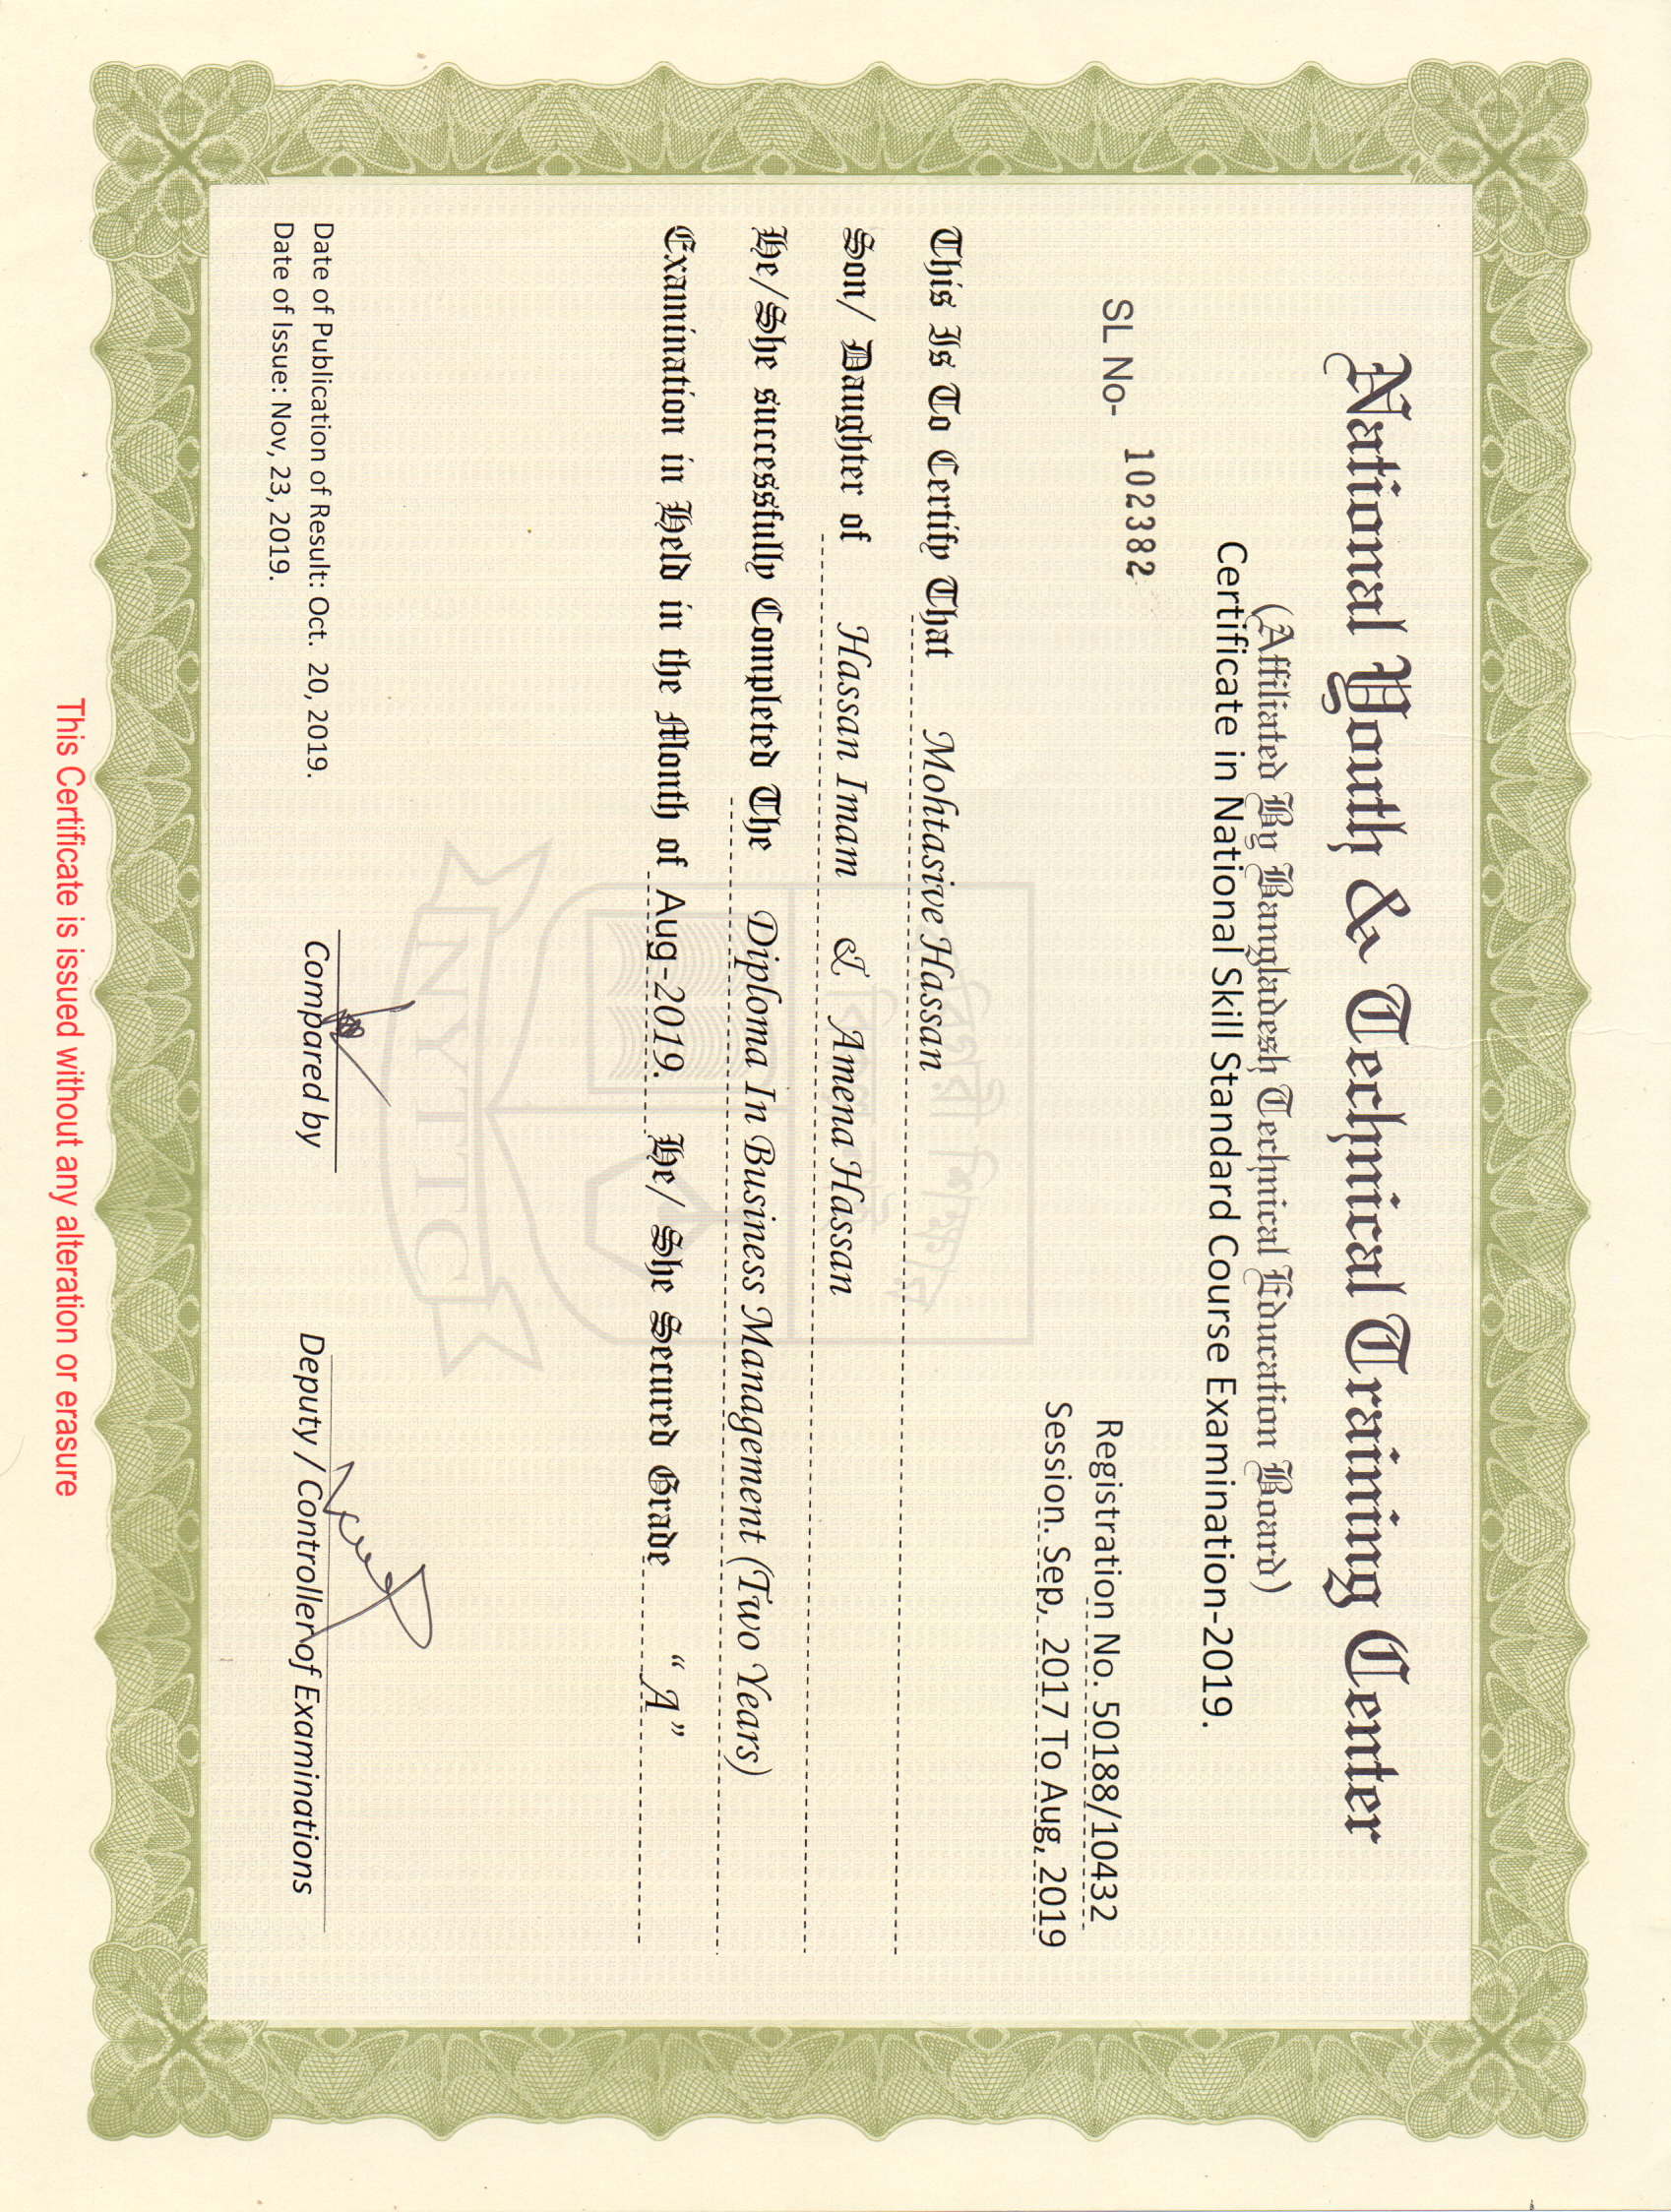 National Youth & Technical Training Center
(Affiliated By Bangladesh Technical Education Board)
Certificate in National Skill Standard Course Examination-2019.
SL No- 102382
Registration No. 50188/10432
Session. Sep, 2017 To Aug, 2019
This Is To Certify That Mohtasive Hassan
Son/ Daughter of Hassan Imam & Amena Hassan
He/She successfully Completed The Diploma In Business Management (Two Years)
Examination in Held in the Month of Aug-2019. He/ She Secured Grade “A”
NYTTC
Date of Publication of Result: Oct. 20, 2019.
Date of Issue: Nov, 23, 2019.
Compared by
Deputy / Controller of Examinations
This Certificate is issued without any alteration or erasure